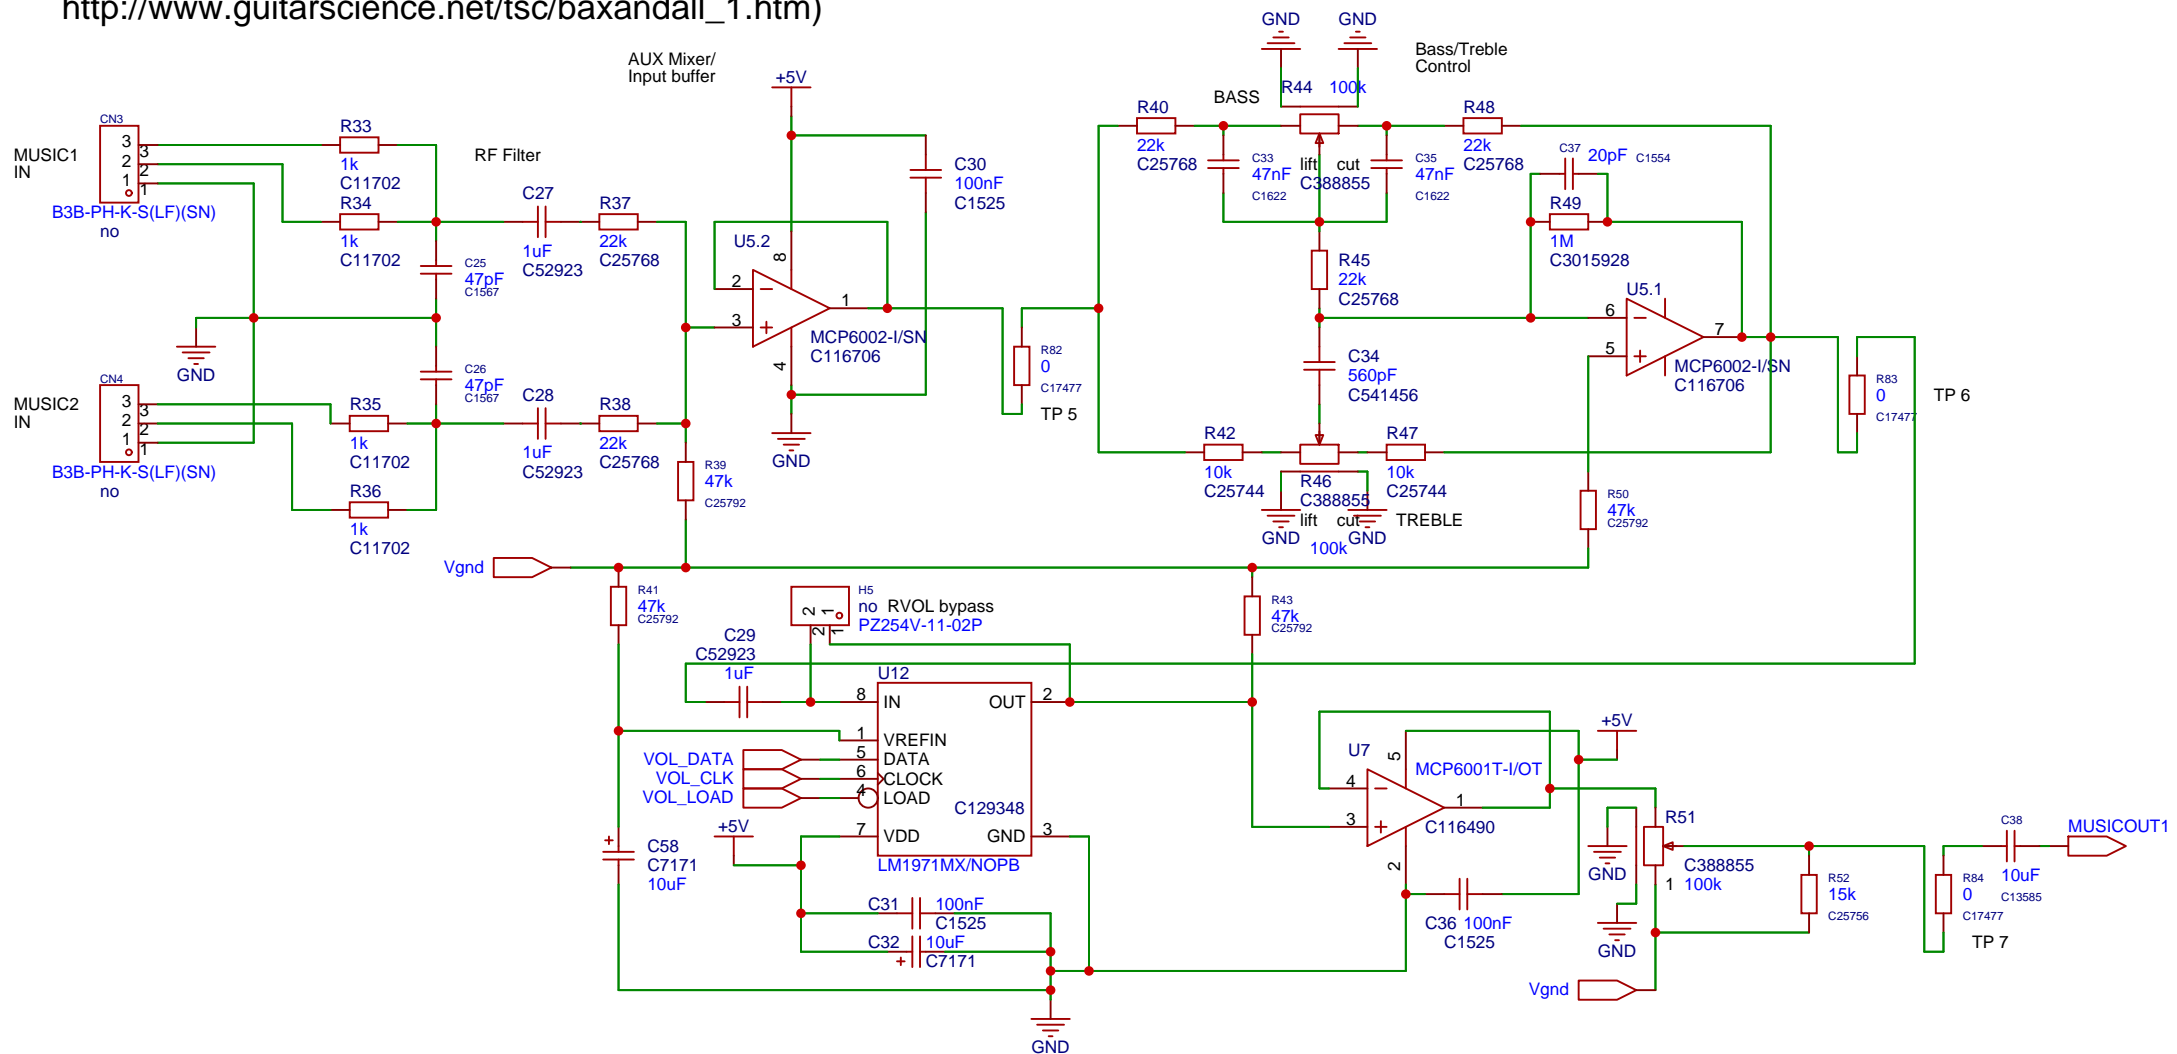 http://www.guitarscience.net/tsc/baxandall_1.htm)
AUX Mixer/
Input buffer
+5V
GND
GND
Bass/Treble
Control
BASS
R44
100k
CN3
3
2
1
3
2
1
MUSIC1
IN
B3B-PH-K-S(LF)(SN)
no
R33
1k
C11702
R34
1k
C11702
RF Filter
C27
1uF
C52923
R37
22k
C25768
C25
47pF
C1567
U5.2
8
2
3
1
4
MCP6002-I/SN
C116706
C30
100nF
C1525
R40
22k
C25768
C33
47nF
C1622
lift
cut
C388855
C35
47nF
C1622
R48
22k
C25768
C37
20pF
C1554
R49
1M
C3015928
R45
22k
C25768
U5.1
6
5
7
MCP6002-I/SN
C116706
GND
CN4
3
2
1
3
2
1
MUSIC2
IN
B3B-PH-K-S(LF)(SN)
no
C26
47pF
C1567
R35
1k
C11702
R36
1k
C11702
C28
1uF
C52923
R38
22k
C25768
R39
47k
C25792
GND
R82
0
C17477
TP 5
C34
560pF
C541456
R42
10k
C25744
R46
C388855
R47
10k
C25744
lift
cut
TREBLE
GND
100k
GND
R83
0
C17477
TP 6
R50
47k
C25792
Vgnd
R41
47k
C25792
2
1
2
1
H5
no
RVOL bypass
PZ254V-11-02P
R43
47k
C25792
C29
C52923
1uF
U12
8
IN
OUT
2
1
VREFIN
VOL_DATA
5
DATA
VOL_CLK
6
CLOCK
VOL_LOAD
4
LOAD
C129348
+5V
7
VDD
GND
3
LM1971MX/NOPB
C58
C7171
10uF
C31
100nF
C1525
C32
10uF
C7171
GND
U7
5
MCP6001T-I/OT
4
3
1
2
C116490
+5V
C36
100nF
C1525
GND
R51
C388855
100k
1
GND
Vgnd
R52
15k
C25756
R84
0
C17477
TP 7
C38
10uF
C13585
MUSICOUT1